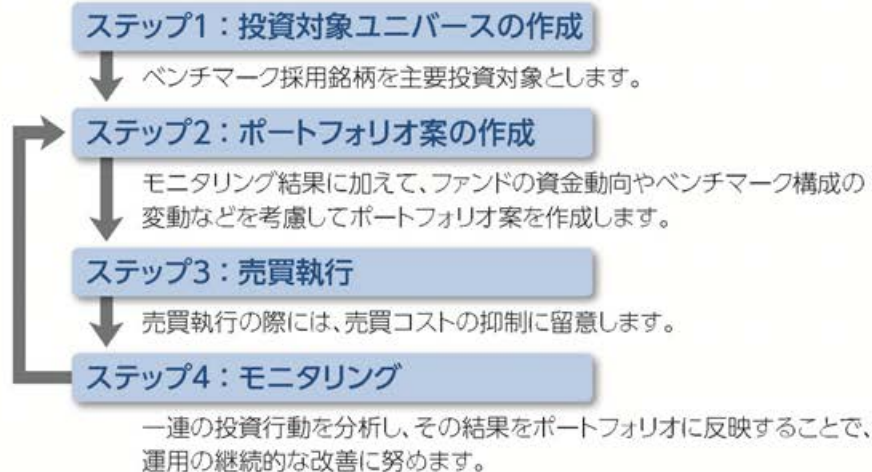 ステップ1：投資対象ユニバースの作成
ベンチマーク採用銘柄を主要投資対象とします。
ステップ2：ポートフォリオ案の作成
モニタリング結果に加えて、ファンドの資金動向やベンチマーク構成の
変動などを考慮してポートフォリオ案を作成します。
ステップ3：売買執行
売買執行の際には、売買コストの抑制に留意します。
ステップ4：モニタリング
一連の投資行動を分析し、その結果をポートフォリオに反映することで、
運用の継続的な改善に努めます。